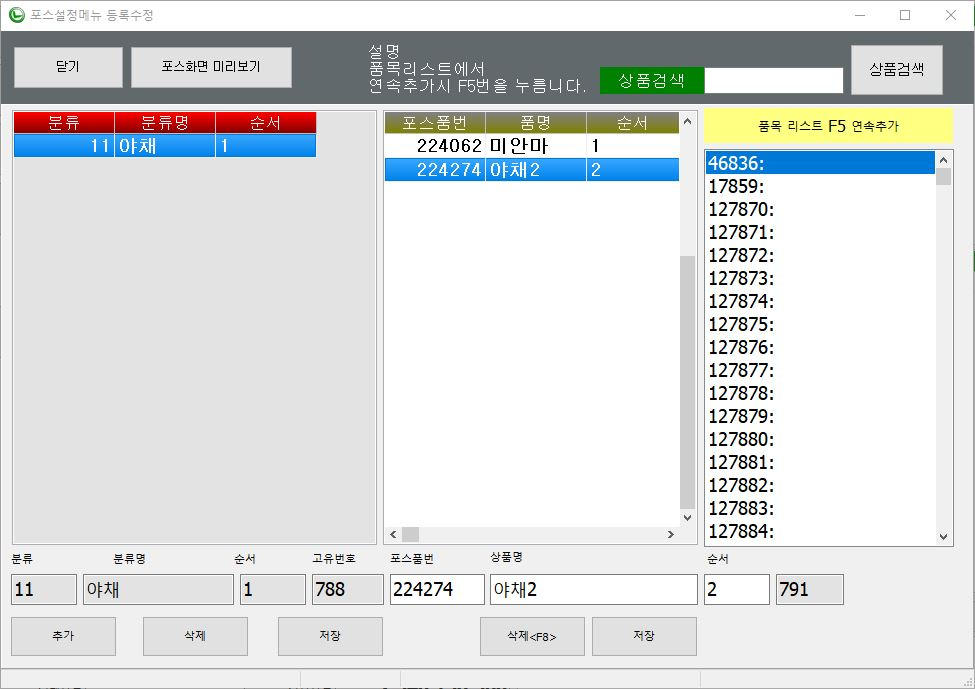 포스설정메뉴 등록수정
닫기
포스화면 미리보기
설명
품목리스트에서
연속추가시 F5번을 누릅니다.
상품검색
상품검색
분류 분류명 순서
11 야채 1
포스품번 품명 순서
224062 미얀마 1
224274 야채2 2
품목 리스트 F5 연속추가
46836:
17859:
127870:
127871:
127872:
127873:
127874:
127875:
127876:
127877:
127878:
127879:
127880:
127881:
127882:
127883:
127884:
분류 분류명 순서 고유번호 포스품번 상품명 순서
11 야채 1 788 224274 야채2 2 791
추가 삭제 저장 삭제<F8> 저장